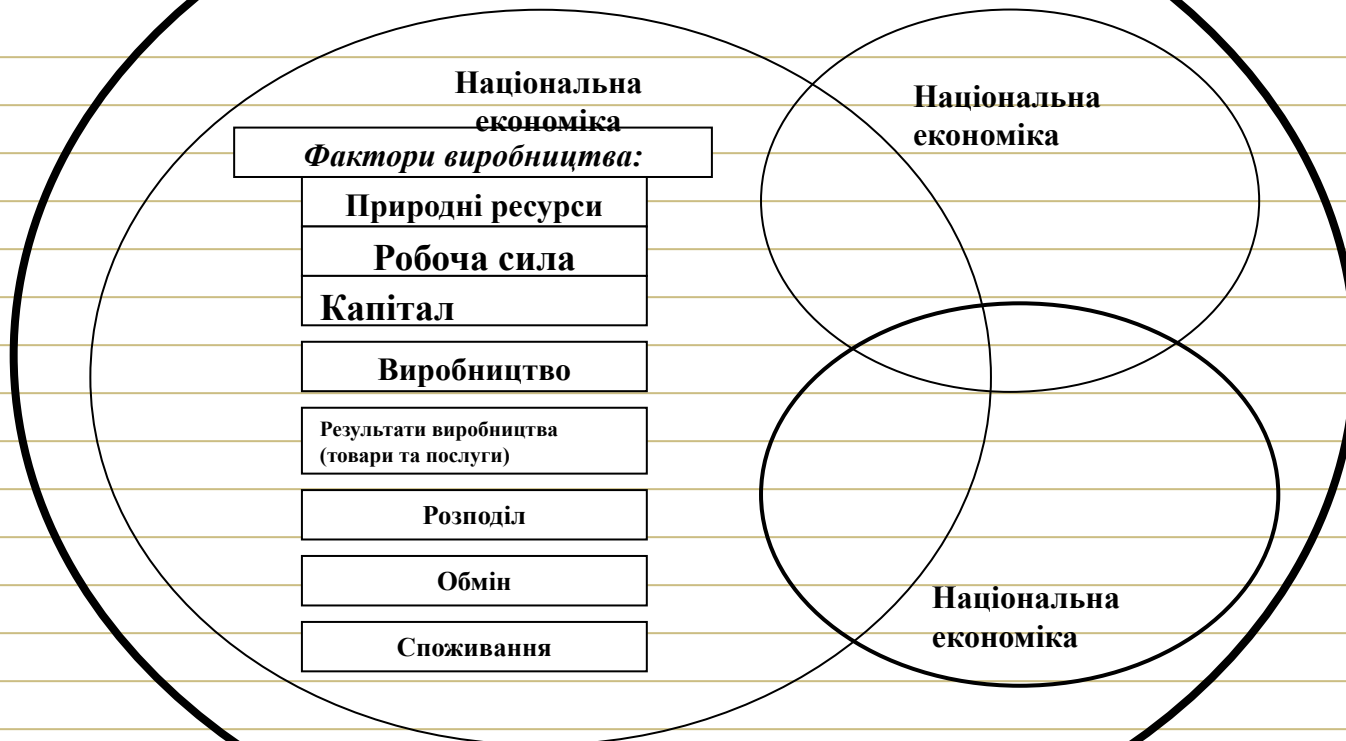 Національна
економіка
Фактори виробництва:
Природні ресурси
Робоча сила
Капітал
Виробництво
Результати виробництва
(товари та послуги)
Розподіл
Обмін
Споживання
Національна
економіка
Національна
економіка